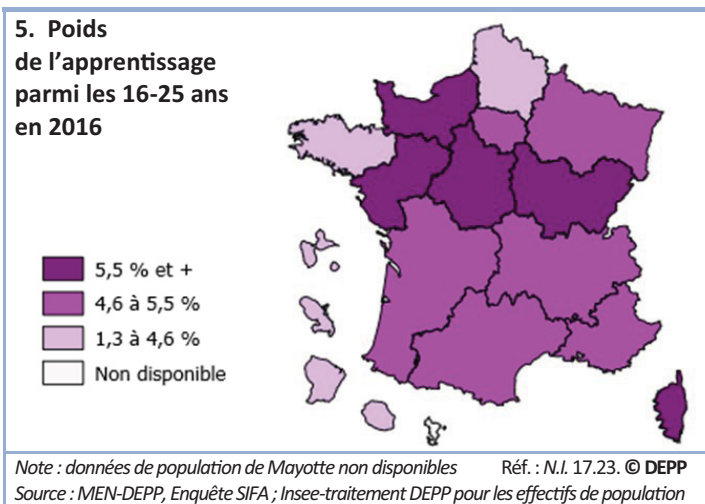 5. Poids
de l’apprentissage
parmi les 16-25 ans
en 2016
5,5 % et +
4,6 à 5,5 %
1,3 à 4,6 %
Non disponible
Note : données de population de Mayotte non disponibles Réf. : N.I. 17.23. © DEPP
Source : MEN-DEPP, Enquête SIFA ; Insee-traitement DEPP pour les effectifs de population